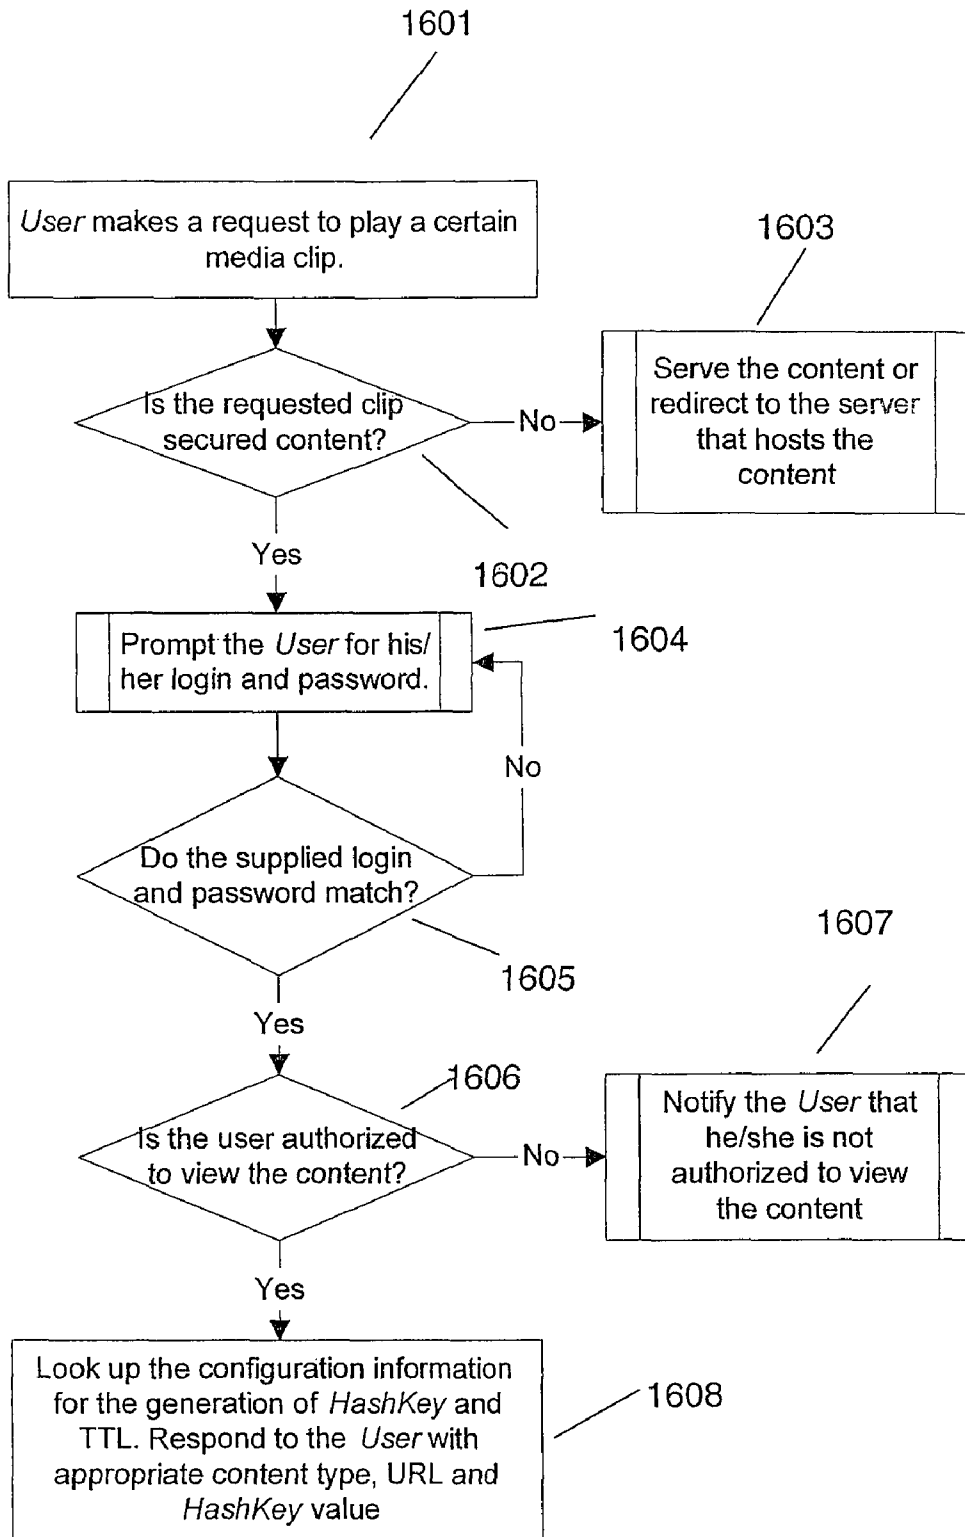 1601
User makes a request to play a certain
media clip.
1603
Serve the content or
redirect to the server
that hosts the
content
Is the requested clip
secured content?
No
Yes
1602
1604
Prompt the User for his/
her login and password.
No
Do the supplied login
and password match?
1605
1607
Yes
1606
Is the user authorized
to view the content?
No
Notify the User that
he/she is not
authorized to view
the content
Yes
Look up the configuration information
for the generation of HashKey and
TTL. Respond to the User with
appropriate content type, URL and
HashKey value
1608